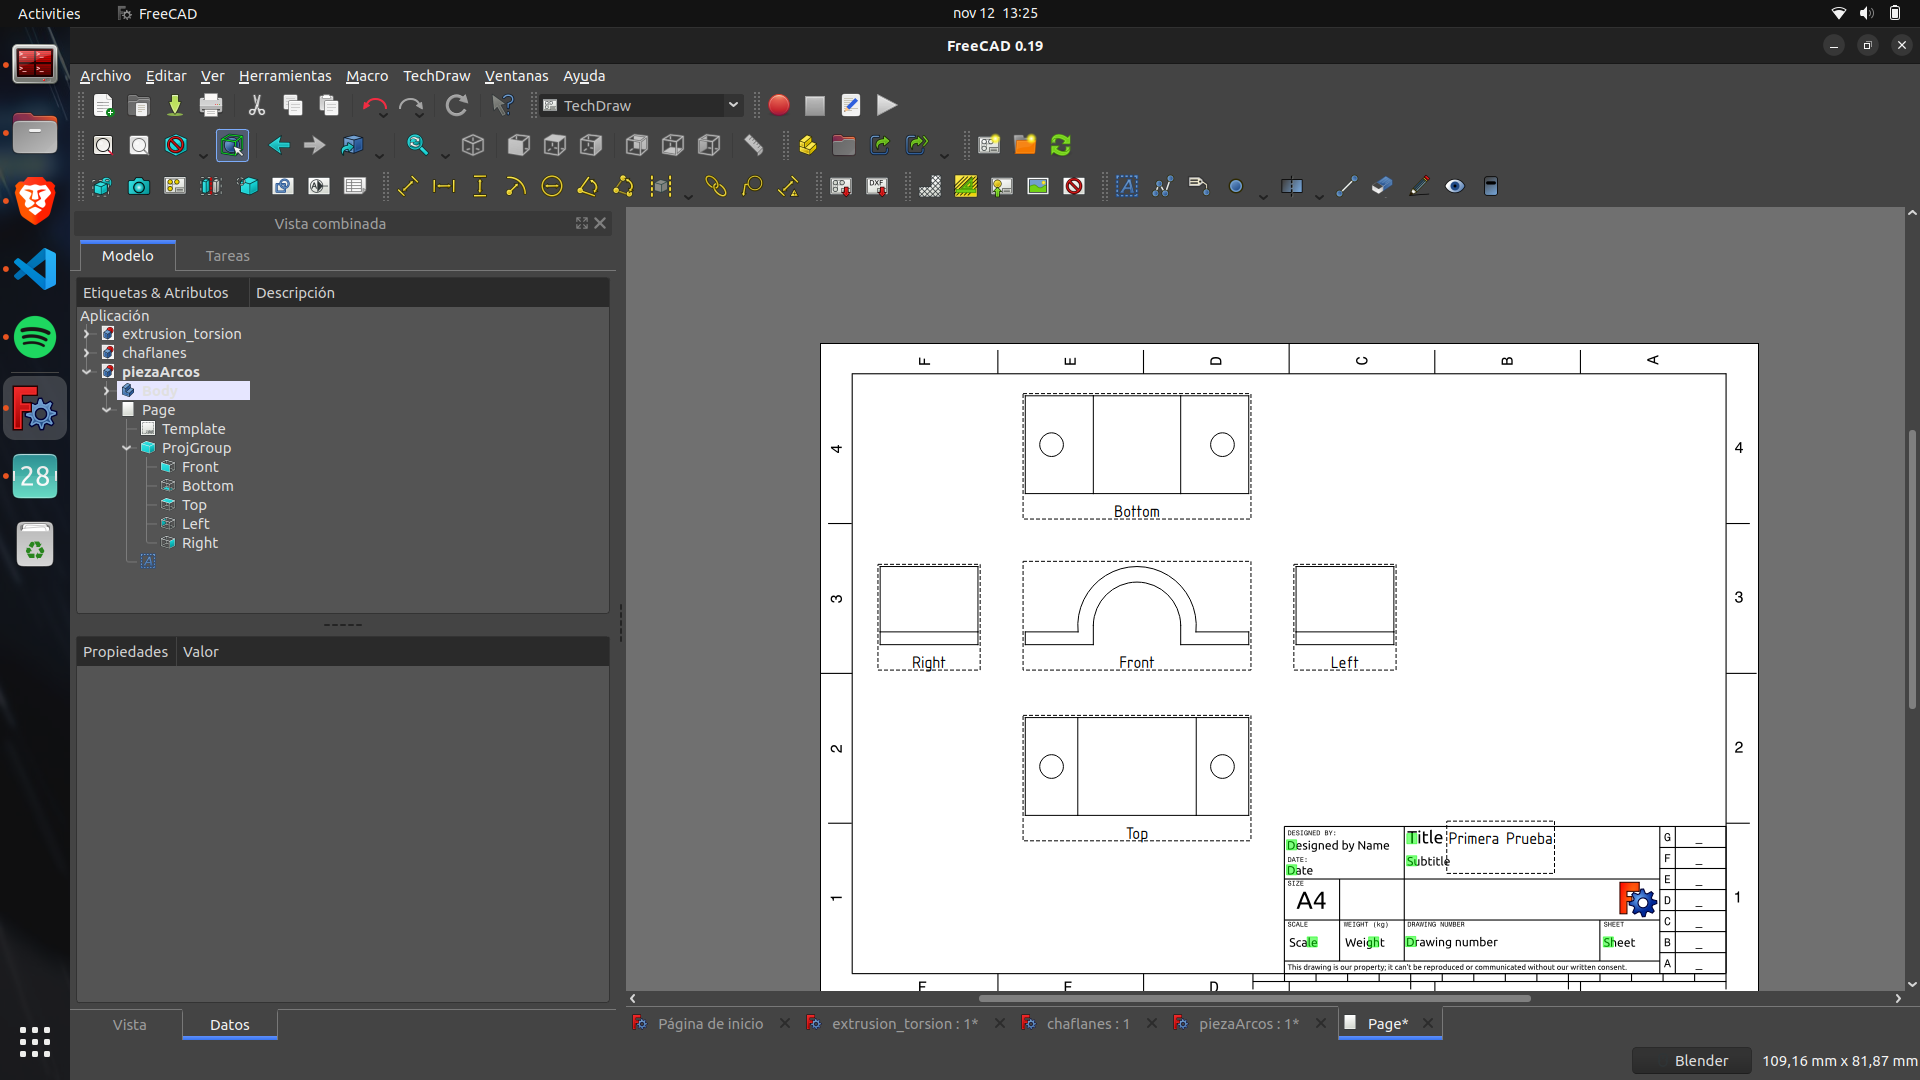 Activities FreeCAD nov 12 13:25
FreeCAD 0.19
Archivo Editar Ver Herramientas Macro TechDraw Ventanas Ayuda
TechDraw
Vista combinada
Modelo Tareas
Etiquetas & Atributos Descripción
Aplicación
extrusion_torsion
chaflanes
piezaArcos
Body
Page
Template
ProjGroup
Front
Bottom
Top
Left
Right
28
Propiedades Valor
Vista Datos
F E D C B A
4 4
Bottom
3 3
Right Front Left
2 2
Top
1 1
DESIGNED BY:
Designed by Name
DATE:
Date
Title Primera Prueba
Subtitle
SIZE
A4
SCALE WEIGHT (kg) DRAWING NUMBER SHEET
Scale Weight Drawing number Sheet
This drawing is our property; it can't be reproduced or communicated without our written consent.
G _
F _
E _
D _
C _
B _
A _
F E D
Página de inicio extrusion_torsion : 1* chaflanes : 1 piezaArcos : 1* Page*
Blender 109,16 mm x 81,87 mm